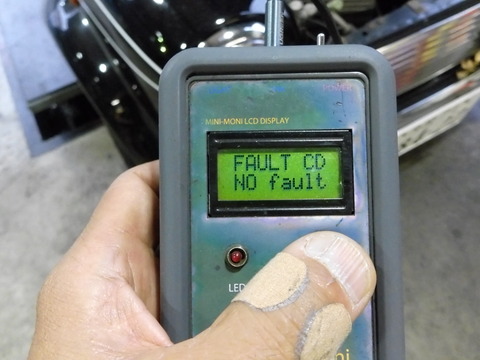 MINI-MONI LCD DISPLAY
FAULT CD
NO fault
LED